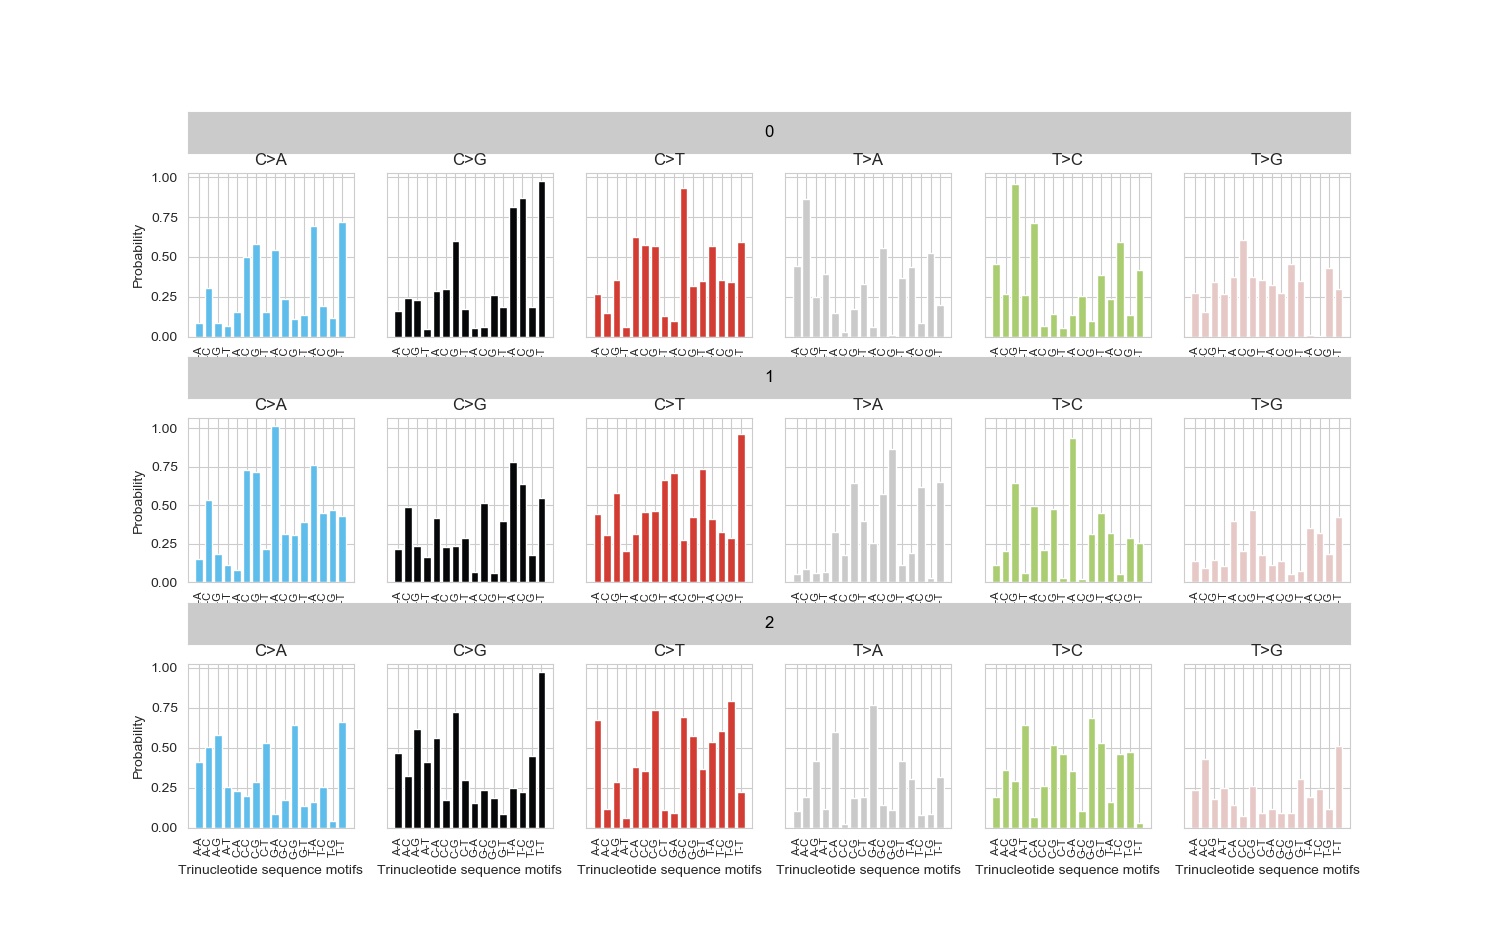 0
C>A C>G C>T T>A T>C T>G
1.00
0.75
0.50
0.25
0.00
Probability
1
C>A C>G C>T T>A T>C T>G
1.00
0.75
0.50
0.25
0.00
Probability
2
C>A C>G C>T T>A T>C T>G
1.00
0.75
0.50
0.25
0.00
Probability
A-A A-C A-G A-T C-A C-C C-G C-T G-A G-C G-G G-T T-A T-C T-G T-T
A-A A-C A-G A-T C-A C-C C-G C-T G-A G-C G-G G-T T-A T-C T-G T-T
A-A A-C A-G A-T C-A C-C C-G C-T G-A G-C G-G G-T T-A T-C T-G T-T
A-A A-C A-G A-T C-A C-C C-G C-T G-A G-C G-G G-T T-A T-C T-G T-T
A-A A-C A-G A-T C-A C-C C-G C-T G-A G-C G-G G-T T-A T-C T-G T-T
A-A A-C A-G A-T C-A C-C C-G C-T G-A G-C G-G G-T T-A T-C T-G T-T
Trinucleotide sequence motifs Trinucleotide sequence motifs Trinucleotide sequence motifs Trinucleotide sequence motifs Trinucleotide sequence motifs Trinucleotide sequence motifs